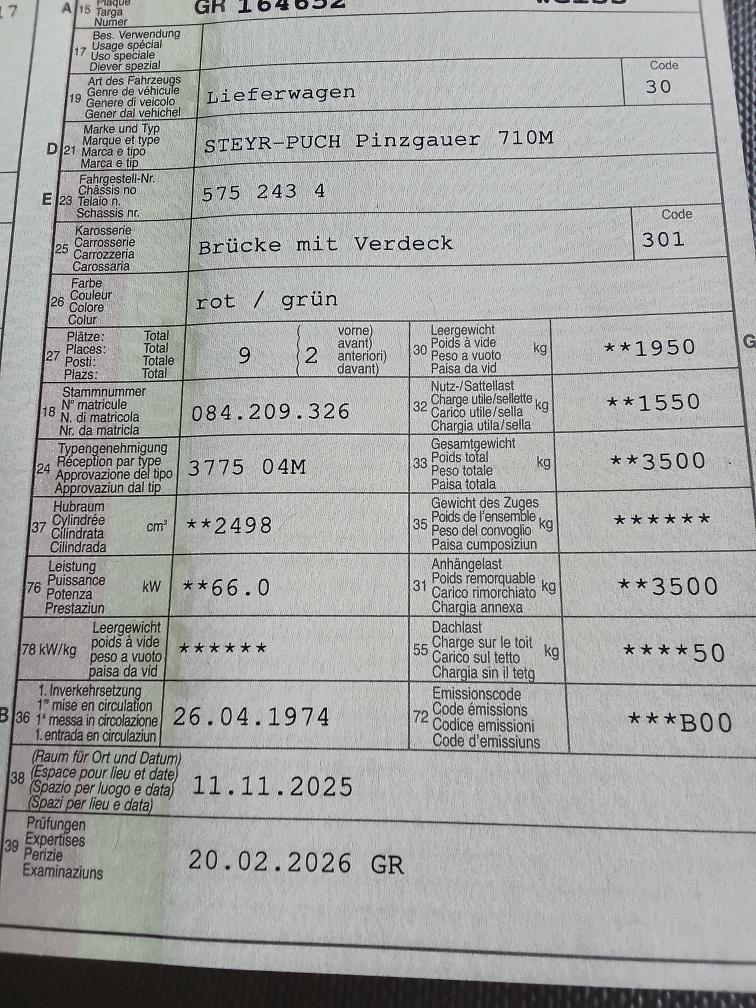 17
A 15 Plaque
Targa
Numer
GR 164652
17 Bes. Verwendung
Usage spécial
Uso speciale
Diever spezial
19 Art des Fahrzeugs
Genre de véhicule
Genere di veicolo
Gener dal vehichel
Lieferwagen
Code
30
D 21 Marke und Typ
Marque et type
Marca e tipo
Marca e tip
STEYR-PUCH Pinzgauer 710M
E 23 Fahrgestell-Nr.
Châssis no
Telaio n.
Schassis nr.
575 243 4
25 Karosserie
Carrosserie
Carrozzeria
Carossaria
Brücke mit Verdeck
Code
301
26 Farbe
Couleur
Colore
Colur
rot / grün
27 Plätze: Total
Places: Total
Posti: Totale
Plazs: Total
9 ( 2 vorne)
avant)
anteriori)
davant)
30 Leergewicht
Poids à vide
Peso a vuoto
Paisa da vid
kg
**1950
G
18 Stammnummer
N° matricule
N. di matricola
Nr. da matricla
084.209.326
32 Nutz-/Sattellast
Charge utile/sellette
Carico utile/sella
Chargia utila/sella
kg
**1550
24 Typengenehmigung
Réception par type
Approvazione del tipo
Approvaziun dal tip
3775 04M
33 Gesamtgewicht
Poids total
Peso totale
Paisa totala
kg
**3500
37 Hubraum
Cylindrée
Cilindrata
Cilindrada
cm³
**2498
35 Gewicht des Zuges
Poids de l'ensemble
Peso del convoglio
Paisa cumposiziun
kg
******
76 Leistung
Puissance
Potenza
Prestaziun
kW
**66.0
31 Anhängelast
Poids remorquable
Carico rimorchiato
Chargia annexa
kg
**3500
78 kW/kg Leergewicht
poids à vide
peso a vuoto
paisa da vid
******
55 Dachlast
Charge sur le toit
Carico sul tetto
Chargia sin il tetg
kg
****50
B 36 1. Inverkehrsetzung
1re mise en circulation
1a messa in circolazione
1. entrada en circulaziun
26.04.1974
72 Emissionscode
Code émissions
Codice emissioni
Code d'emissiuns
***B00
38 (Raum für Ort und Datum)
(Espace pour lieu et date)
(Spazio per luogo e data)
(Spazi per lieu e data)
11.11.2025
39 Prüfungen
Expertises
Perizie
Examinaziuns
20.02.2026 GR